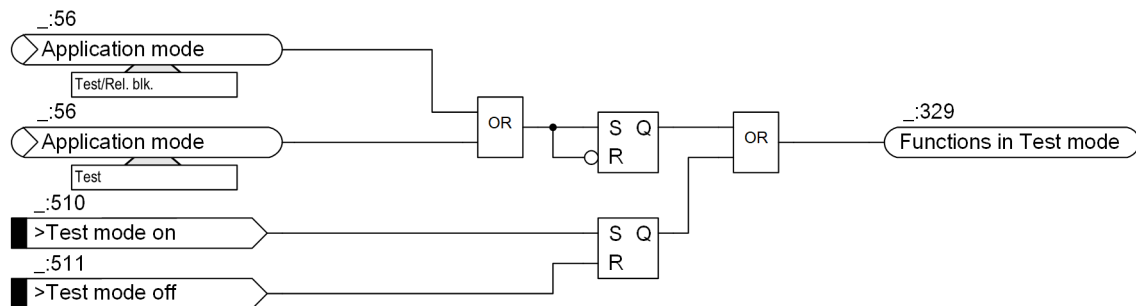 _:56
Application mode
Test/Rel. blk.
_:56
Application mode
Test
_:510
>Test mode on
_:511
>Test mode off
OR
S Q
R
S Q
R
OR
_:329
Functions in Test mode